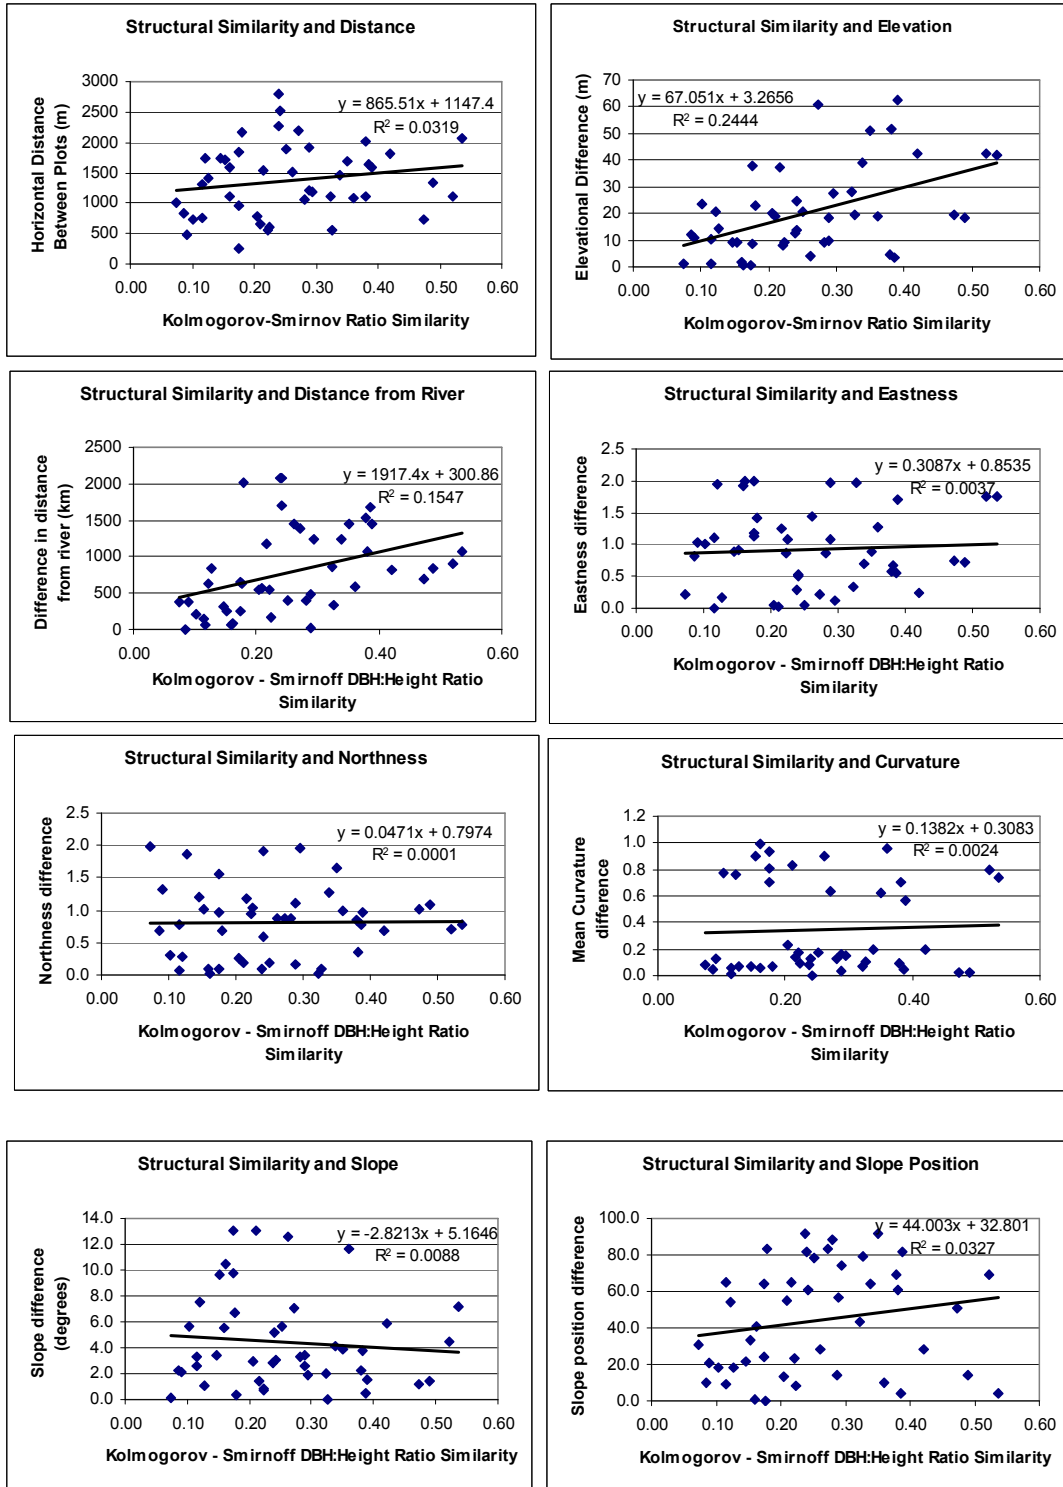 Structural Similarity and Distance
3000
2500
2000
1500
1000
500
0
0.00 0.10 0.20 0.30 0.40 0.50 0.60
y = 865.51x + 1147.4
R² = 0.0319
Horizontal Distance
Between Plots (m)
Kolmogorov-Smirnov Ratio Similarity
Structural Similarity and Elevation
70
60
50
40
30
20
10
0
0.00 0.10 0.20 0.30 0.40 0.50 0.60
y = 67.051x + 3.2656
R² = 0.2444
Elevational Difference (m)
Kolmogorov-Smirnov Ratio Similarity
Structural Similarity and Distance from River
2500
2000
1500
1000
500
0
0.00 0.20 0.40 0.60
y = 1917.4x + 300.86
R² = 0.1547
Difference in distance
from river (km)
Kolmogorov - Smirnoff DBH:Height Ratio
Similarity
Structural Similarity and Eastness
2.5
2.0
1.5
1.0
0.5
0.0
0.00 0.10 0.20 0.30 0.40 0.50 0.60
y = 0.3087x + 0.8535
R² = 0.0037
Eastness difference
Kolmogorov - Smirnoff DBH:Height Ratio
Similarity
Structural Similarity and Northness
2.5
2.0
1.5
1.0
0.5
0.0
0.00 0.10 0.20 0.30 0.40 0.50 0.60
y = 0.0471x + 0.7974
R² = 0.0001
Northness difference
Kolmogorov - Smirnoff DBH:Height Ratio
Similarity
Structural Similarity and Curvature
1.2
1.0
0.8
0.6
0.4
0.2
0.0
0.00 0.20 0.40 0.60
y = 0.1382x + 0.3083
R² = 0.0024
Mean Curvature
difference
Kolmogorov - Smirnoff DBH:Height Ratio
Similarity
Structural Similarity and Slope
14.0
12.0
10.0
8.0
6.0
4.0
2.0
0.0
0.00 0.10 0.20 0.30 0.40 0.50 0.60
y = -2.8213x + 5.1646
R² = 0.0088
Slope difference
(degrees)
Kolmogorov - Smirnoff DBH:Height Ratio Similarity
Structural Similarity and Slope Position
100.0
80.0
60.0
40.0
20.0
0.0
0.00 0.10 0.20 0.30 0.40 0.50 0.60
y = 44.003x + 32.801
R² = 0.0327
Slope position difference
Kolmogorov - Smirnoff DBH:Height Ratio Similarity